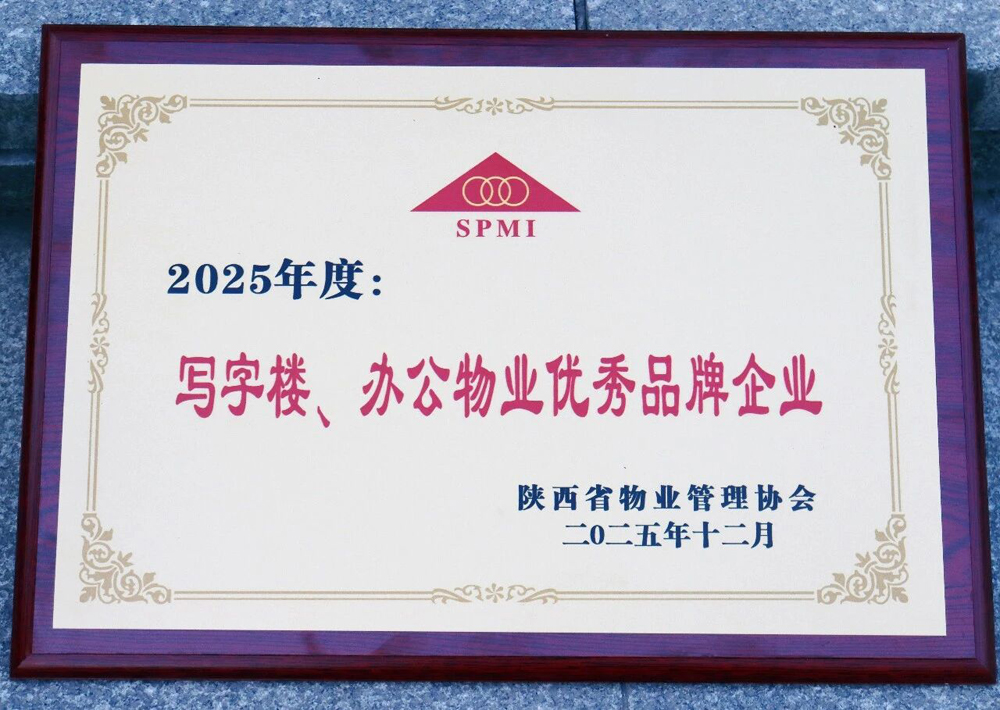 SPMI
2025年度：
写字楼、办公物业优秀品牌企业
陕西省物业管理协会
二0二五年十二月